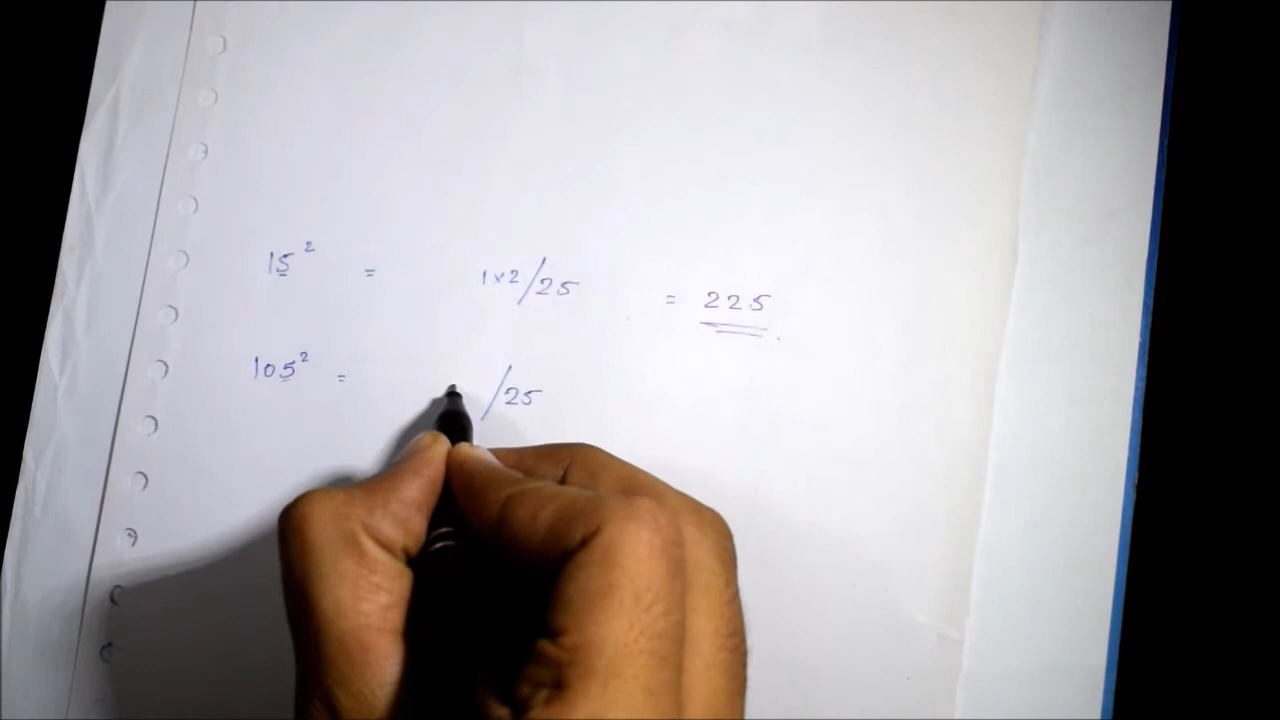 15² = 1×2/25 = 225
105² = /25